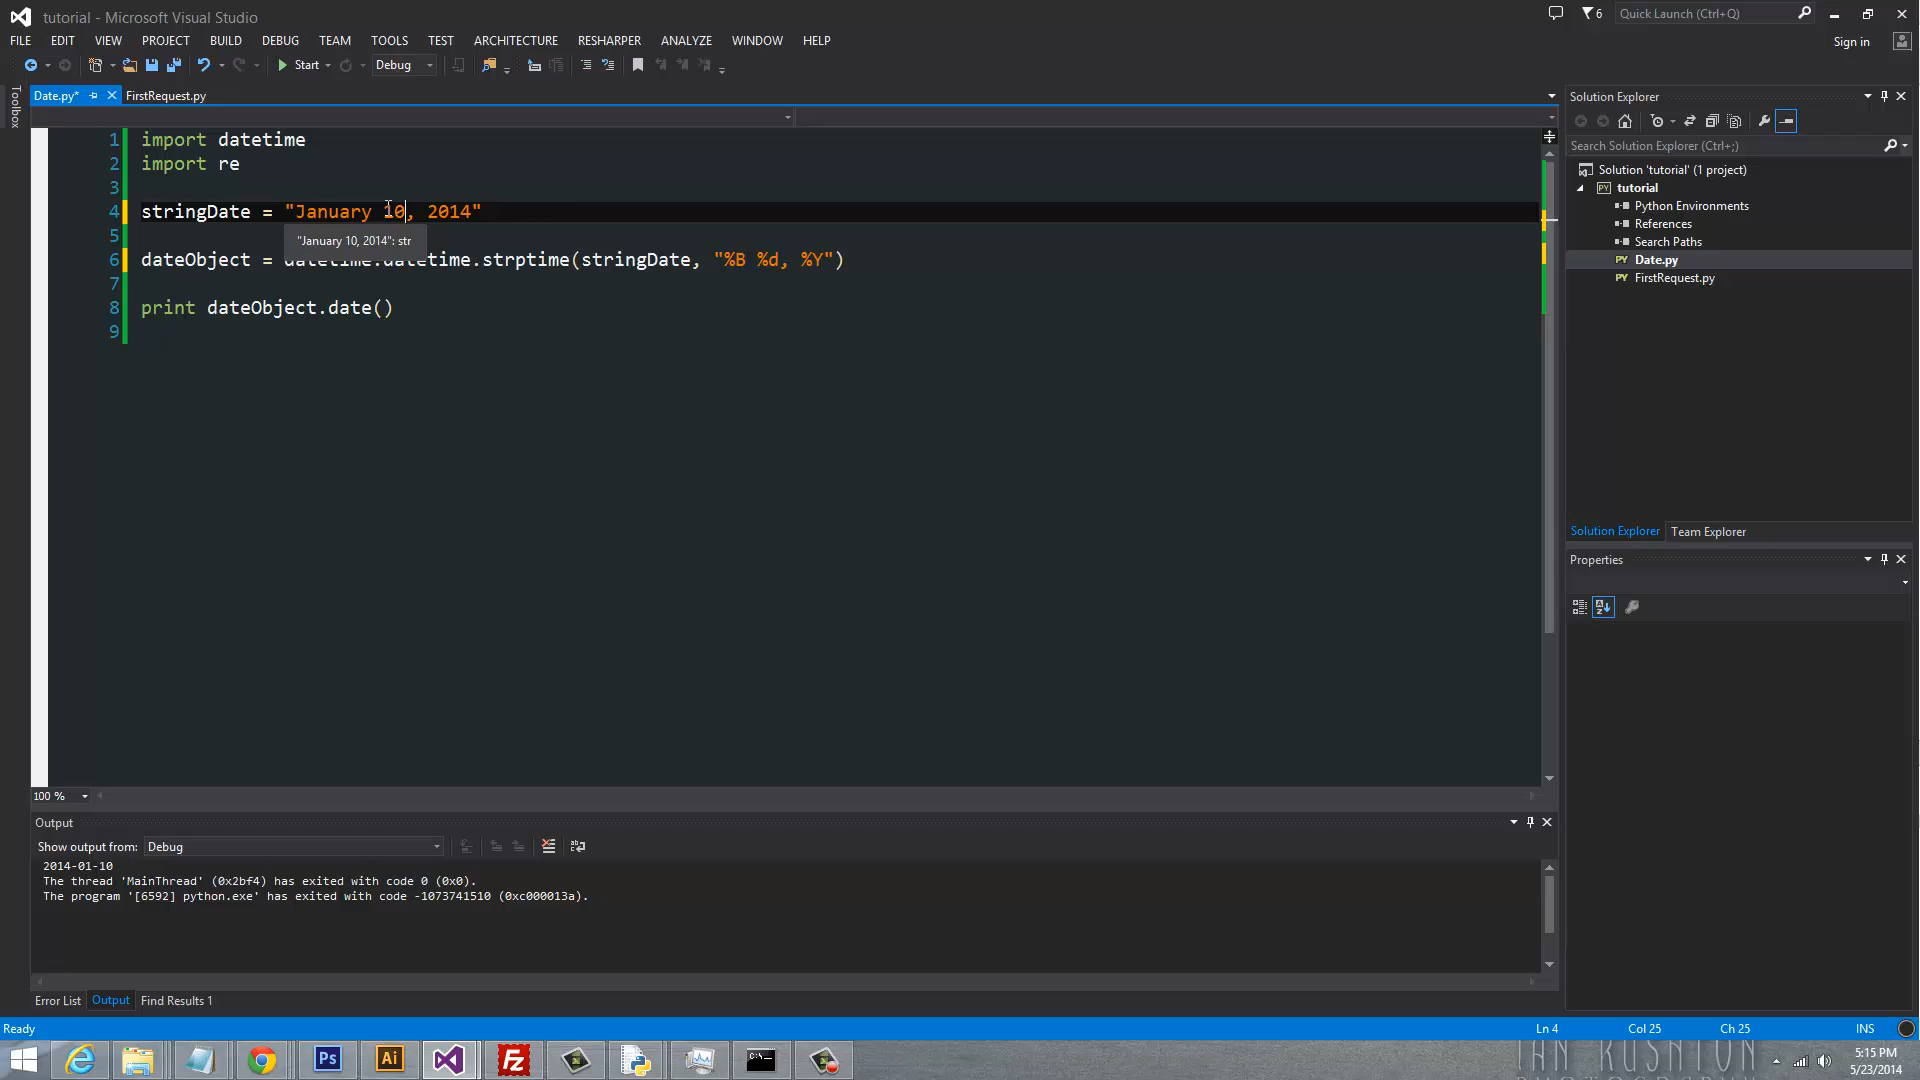 tutorial - Microsoft Visual Studio
6
Quick Launch (Ctrl+Q)
FILE EDIT VIEW PROJECT BUILD DEBUG TEAM TOOLS TEST ARCHITECTURE RESHARPER ANALYZE WINDOW HELP
Sign in
Start Debug
Toolbox
Date.py* FirstRequest.py
1 import datetime
2 import re
3
4 stringDate = "January 10, 2014"
5 "January 10, 2014": str
6 dateObject = datetime.datetime.strptime(stringDate, "%B %d, %Y")
7
8 print dateObject.date()
9
100 %
Solution Explorer
Search Solution Explorer (Ctrl+;)
Solution 'tutorial' (1 project)
tutorial
Python Environments
References
Search Paths
Date.py
FirstRequest.py
Solution Explorer Team Explorer
Properties
Output
Show output from: Debug
2014-01-10
The thread 'MainThread' (0x2bf4) has exited with code 0 (0x0).
The program '[6592] python.exe' has exited with code -1073741510 (0xc000013a).
Error List Output Find Results 1
Ready Ln 4 Col 25 Ch 25 INS
Ps Ai
IAN RUSHTON
5:15 PM
5/23/2014